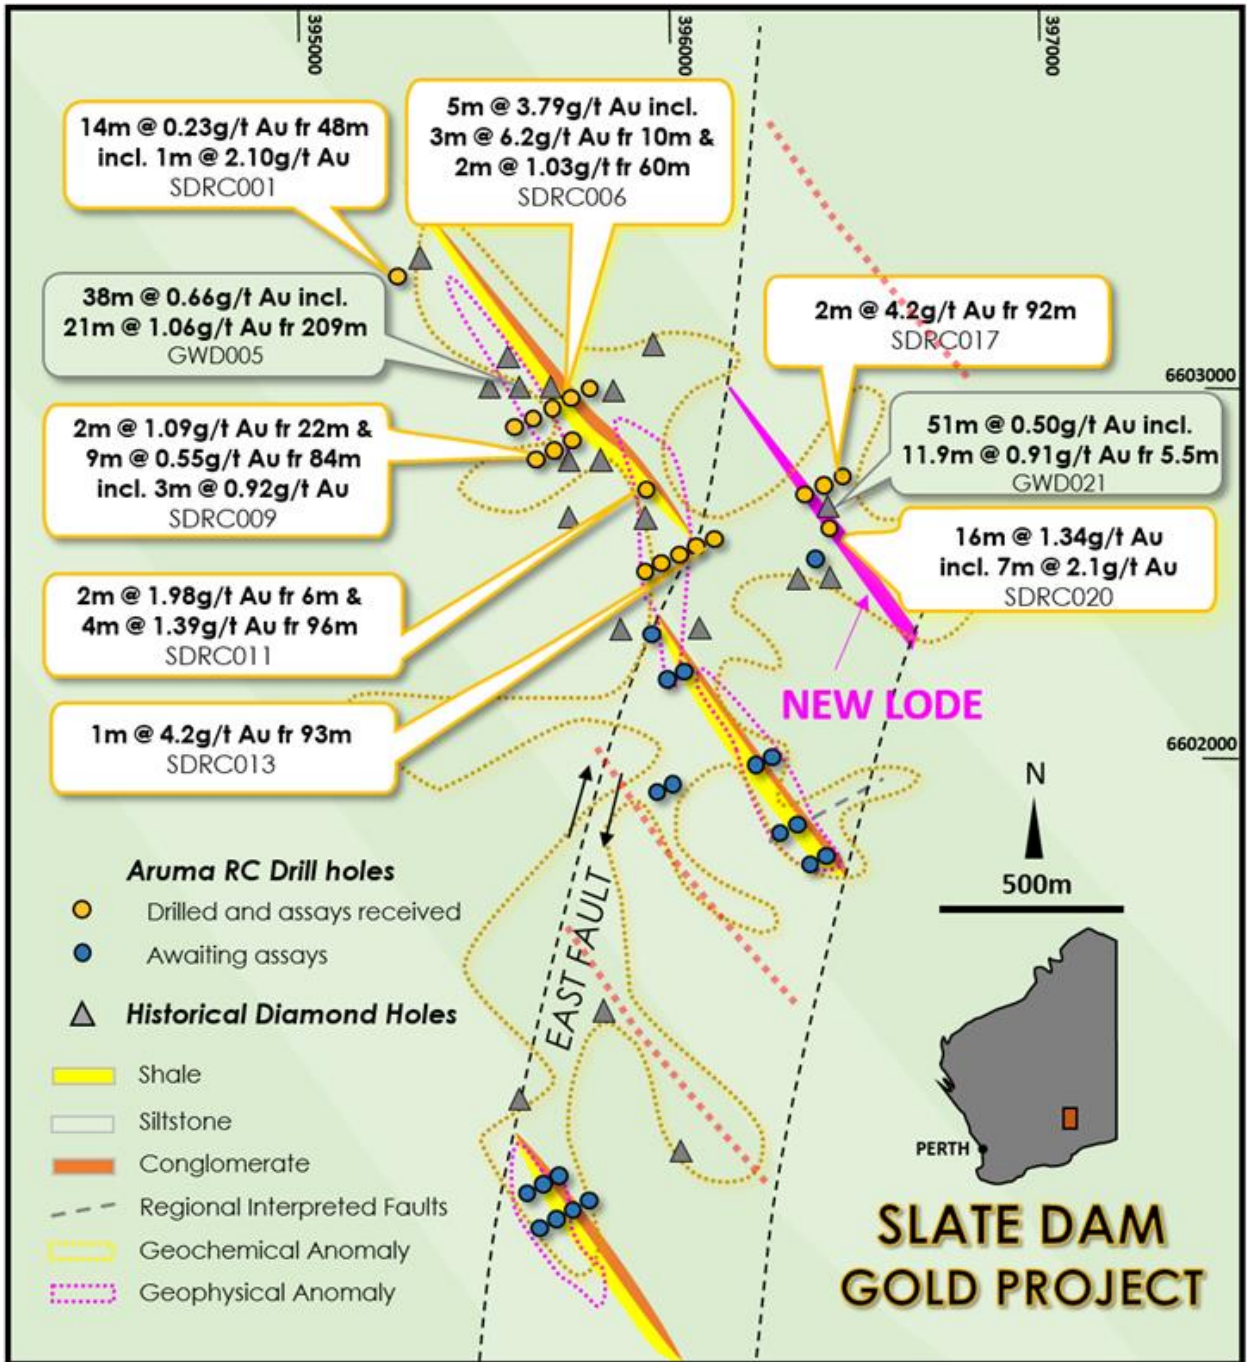 395000
396000
397000
14m @ 0.23g/t Au fr 48m
incl. 1m @ 2.10g/t Au
SDRC001
5m @ 3.79g/t Au incl.
3m @ 6.2g/t Au fr 10m &
2m @ 1.03g/t fr 60m
SDRC006
38m @ 0.66g/t Au incl.
21m @ 1.06g/t Au fr 209m
GWD005
2m @ 4.2g/t Au fr 92m
SDRC017
6603000
2m @ 1.09g/t Au fr 22m &
9m @ 0.55g/t Au fr 84m
incl. 3m @ 0.92g/t Au
SDRC009
51m @ 0.50g/t Au incl.
11.9m @ 0.91g/t Au fr 5.5m
GWD021
16m @ 1.34g/t Au
incl. 7m @ 2.1g/t Au
SDRC020
2m @ 1.98g/t Au fr 6m &
4m @ 1.39g/t Au fr 96m
SDRC011
NEW LODE
1m @ 4.2g/t Au fr 93m
SDRC013
6602000
N
500m
EAST FAULT
Aruma RC Drill holes
Drilled and assays received
Awaiting assays
Historical Diamond Holes
Shale
Siltstone
Conglomerate
Regional Interpreted Faults
Geochemical Anomaly
Geophysical Anomaly
PERTH
SLATE DAM
GOLD PROJECT